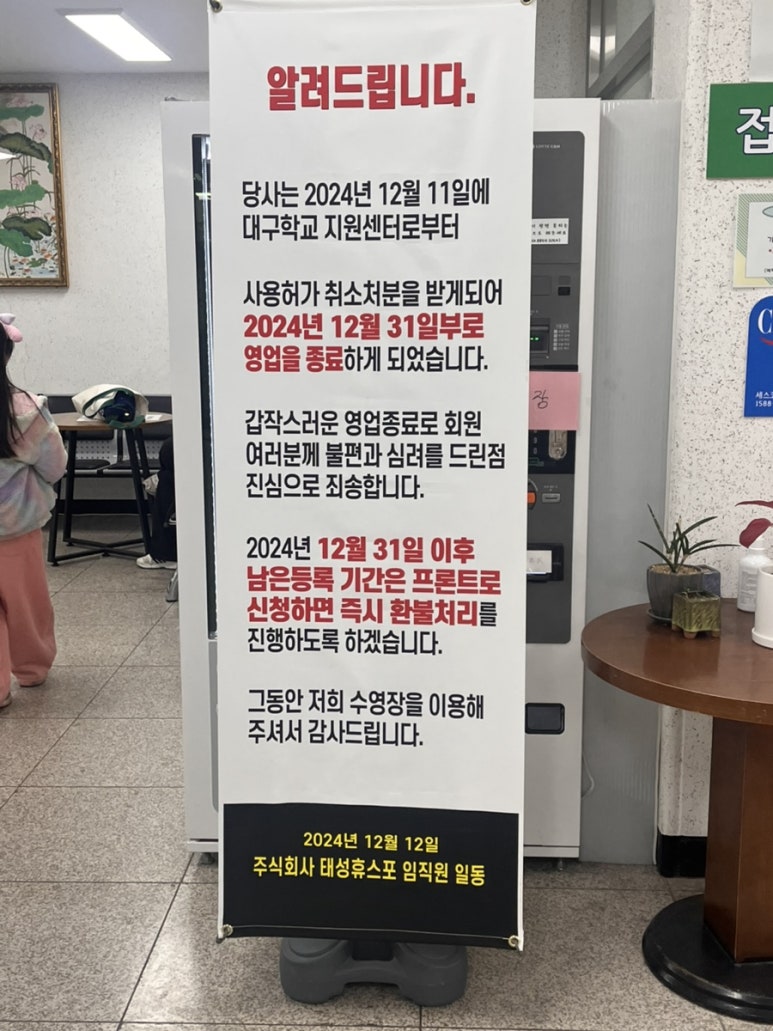 알려드립니다.
당사는 2024년 12월 11일에
대구학교 지원센터로부터
사용허가 취소처분을 받게되어
2024년 12월 31일부로
영업을 종료하게 되었습니다.
갑작스러운 영업종료로 회원
여러분께 불편과 심려를 드린점
진심으로 죄송합니다.
2024년 12월 31일 이후
남은등록 기간은 프론트로
신청하면 즉시 환불처리를
진행하도록 하겠습니다.
그동안 저희 수영장을 이용해
주셔서 감사드립니다.
2024년 12월 12일
주식회사 태성휴스포 임직원 일동
장
접
C
세스
1588